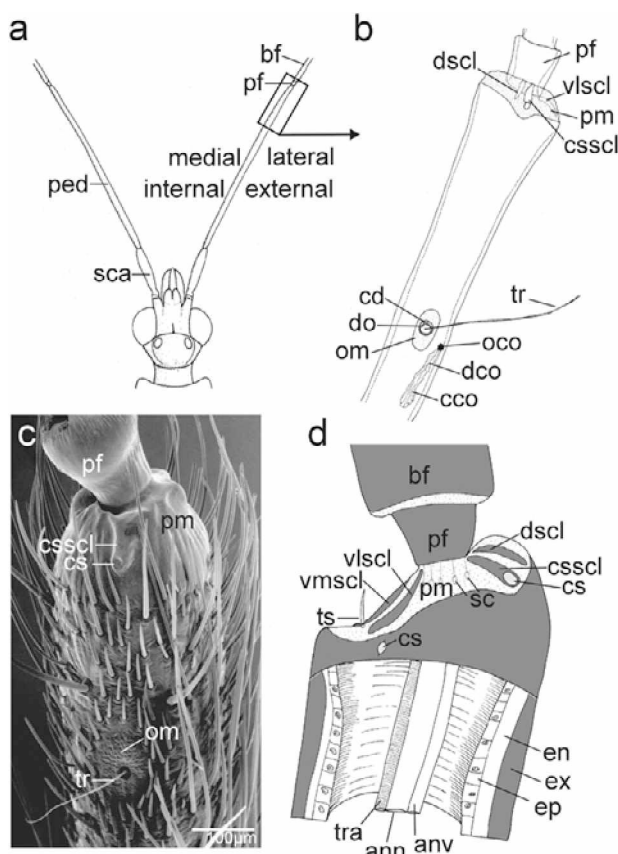 a
bf
pf
medial lateral
internal external
ped
sca
b
pf
dscl
vlscl
pm
csscl
cd
tr
do
om
oco
dco
cco
c
pf
pm
csscl
cs
om
tr
100µm
d
bf
pf
dscl
vlscl
csscl
vmscl
pm
cs
sc
ts
cs
en
ex
ep
tra
ann
anv